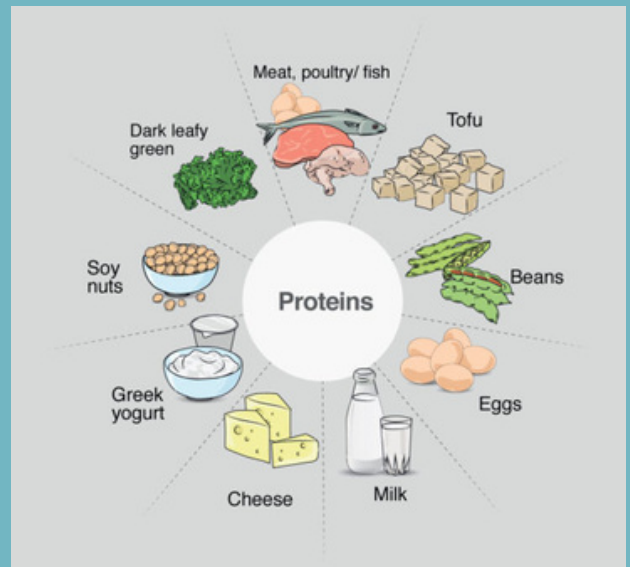 Meat, poultry/ fish
Tofu
Beans
Eggs
Milk
Cheese
Greek
yogurt
Soy
nuts
Dark leafy
green
Proteins